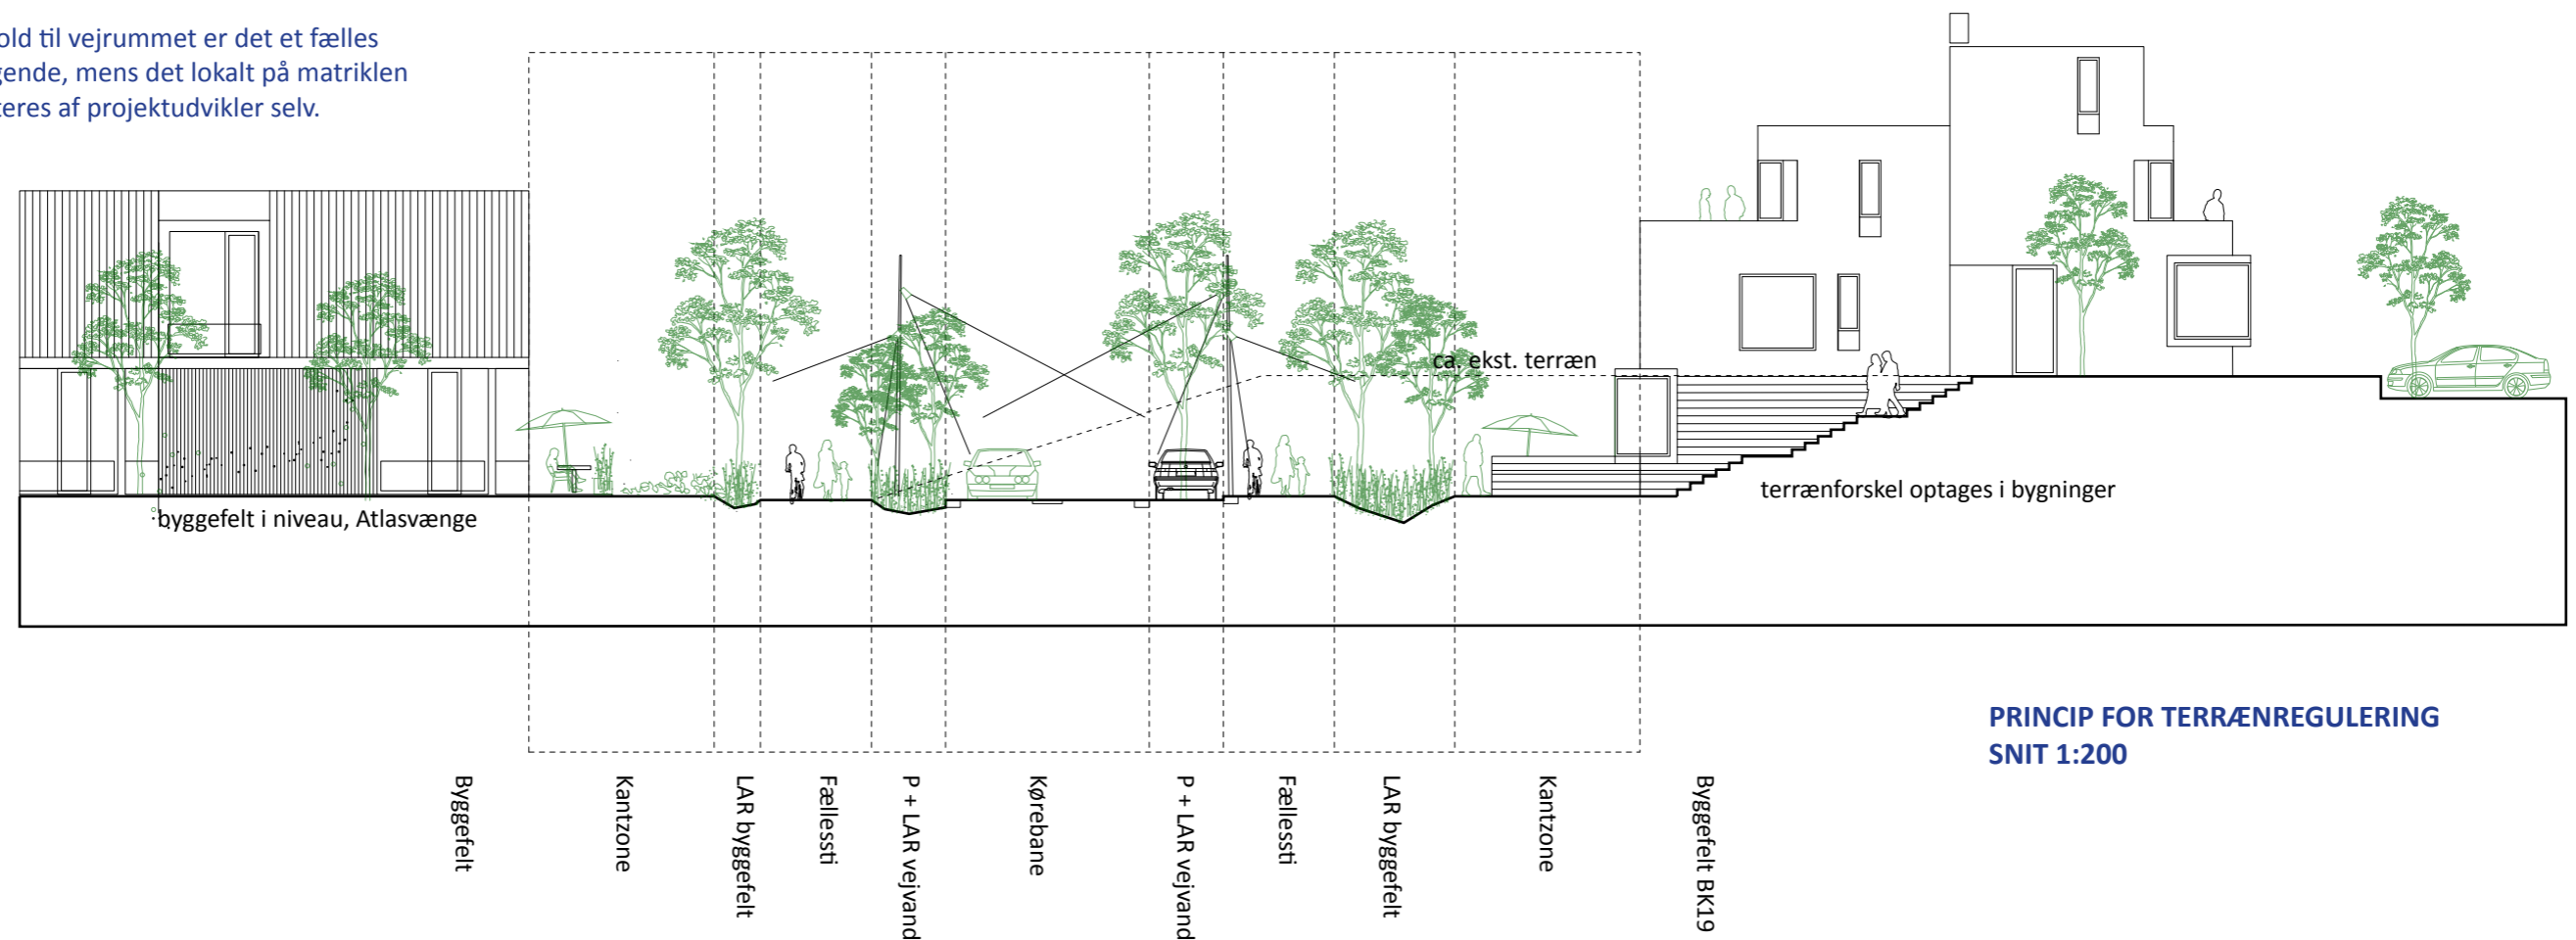 old til vejrummet er det et fælles
gende, mens det lokalt på matriklen
teres af projektudvikler selv.
ca. ekst. terræn
terrænforskel optages i bygninger
byggefelt i niveau, Atlasvænge
PRINCIP FOR TERRÆNREGULERING
SNIT 1:200
Byggefelt
Kantzone
LAR byggefelt
Fællessti
P + LAR vejvand
Kørebane
P + LAR vejvand
Fællessti
LAR byggefelt
Kantzone
Byggefelt BK19